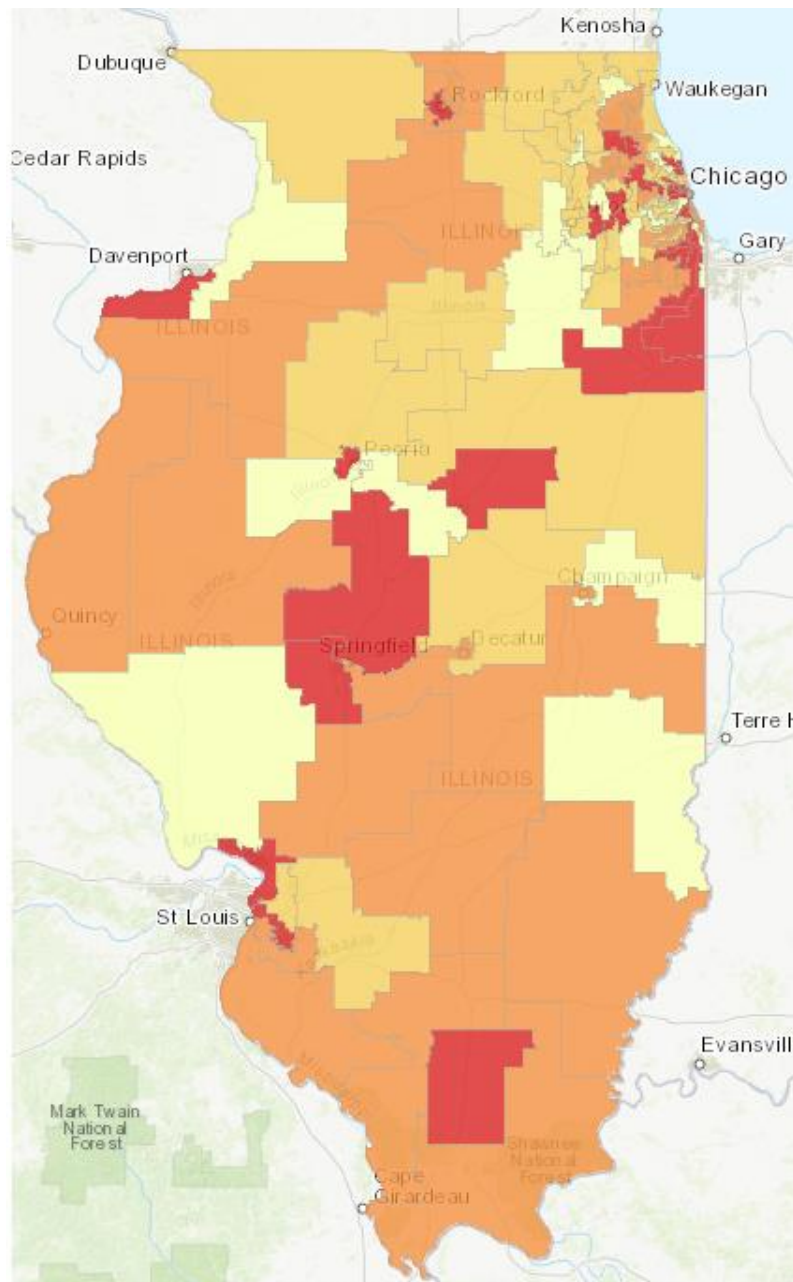 Kenosha
Dubuque
Rockford
Waukegan
Cedar Rapids
Chicago
ILLINOIS
Davenport
Gary
ILLINOIS
Peoria
Champaign
Quincy
ILLINOIS
Springfield
Decatur
Terre H
ILLINOIS
St Louis
Kaskaskia
Evansvill
Mark Twain
National
Forest
Shawnee
National
Forest
Cape
Girardeau